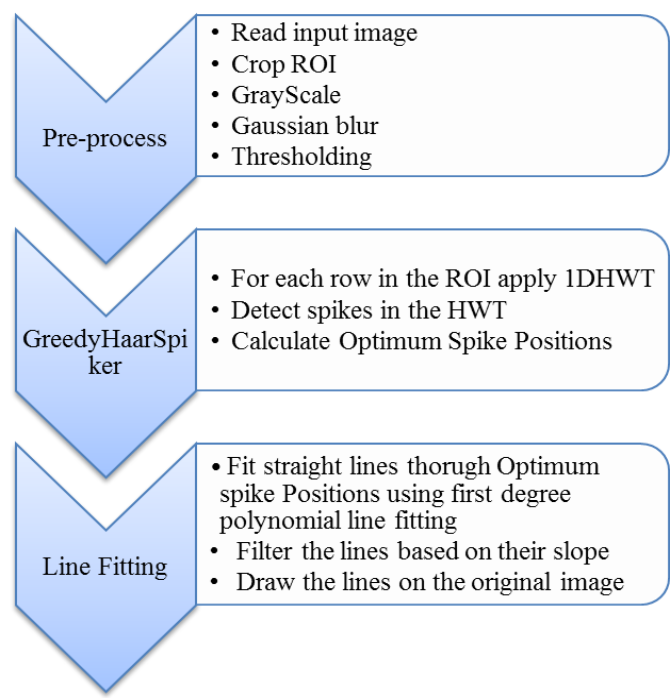 Pre-process
• Read input image
• Crop ROI
• GrayScale
• Gaussian blur
• Thresholding
GreedyHaarSpi
ker
• For each row in the ROI apply 1DHWT
• Detect spikes in the HWT
• Calculate Optimum Spike Positions
Line Fitting
• Fit straight lines thorugh Optimum
spike Positions using first degree
polynomial line fitting
• Filter the lines based on their slope
• Draw the lines on the original image